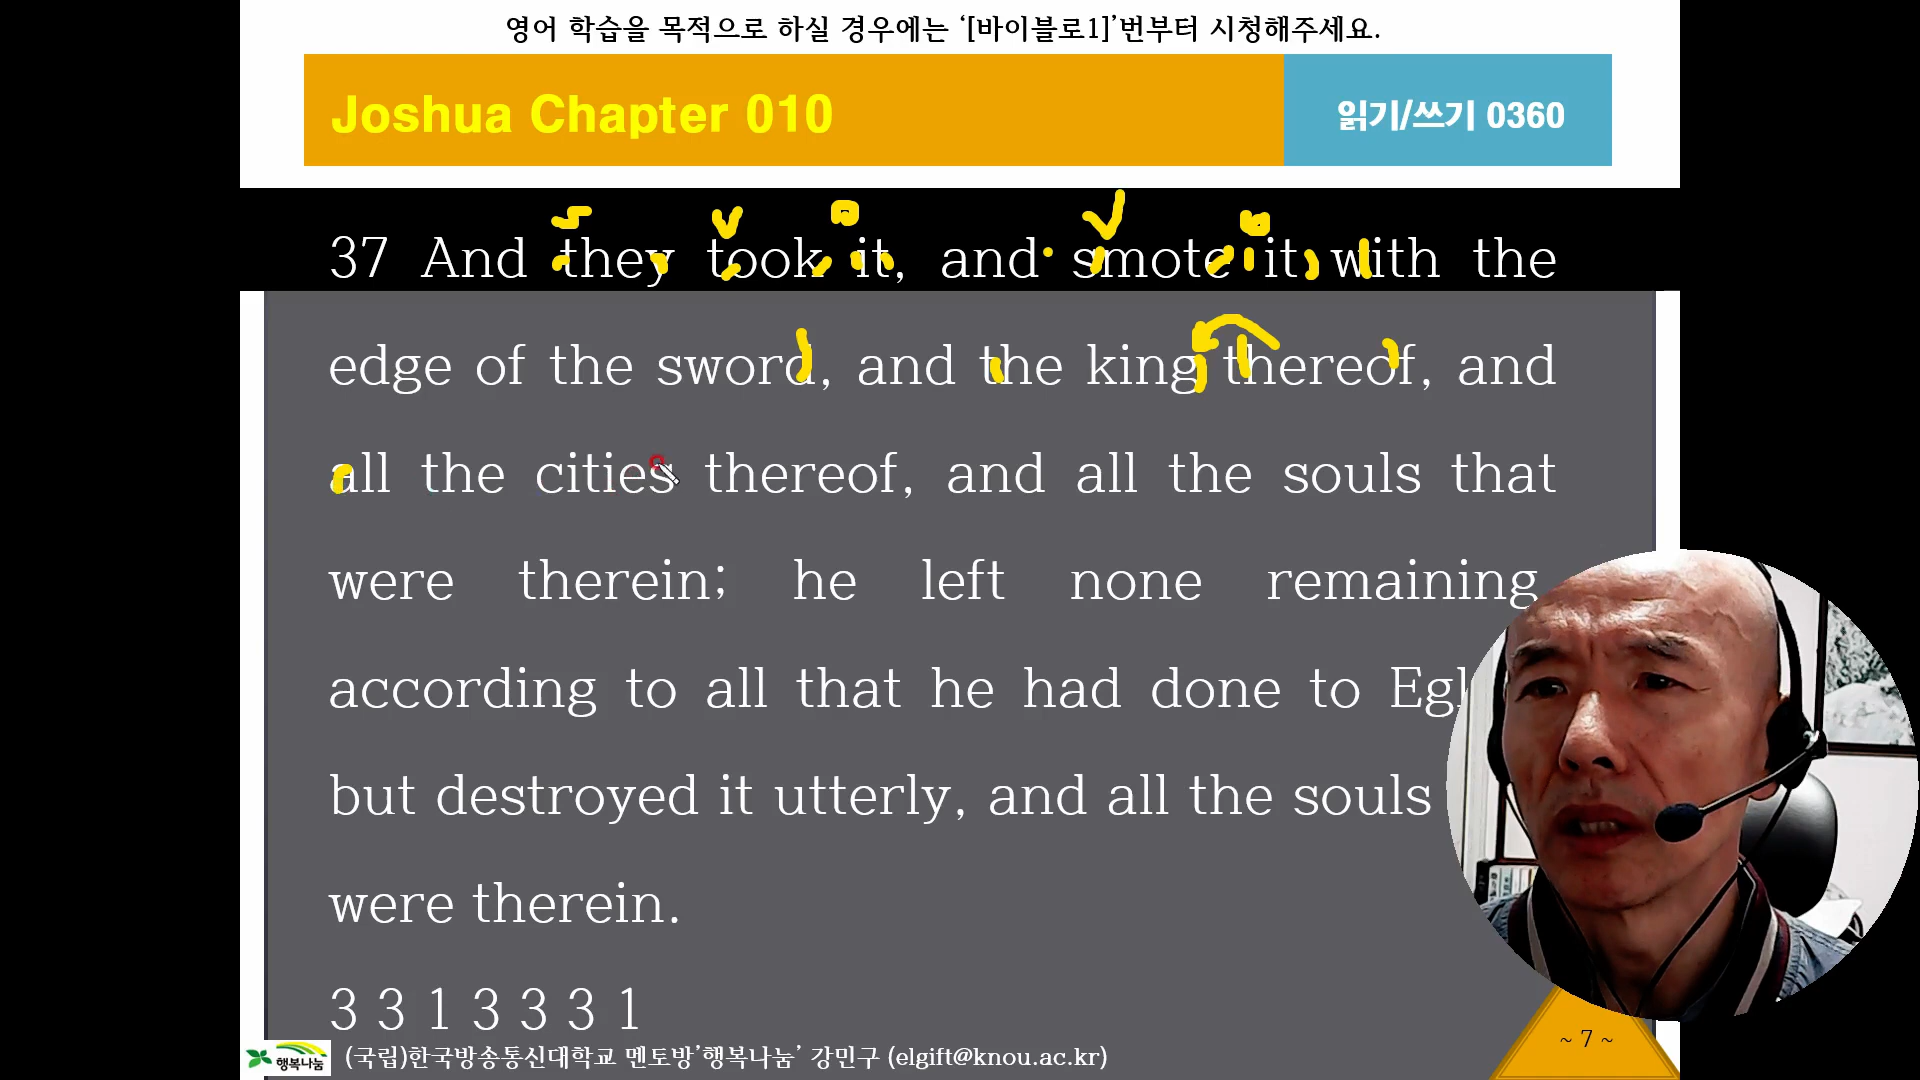 영어 학습을 목적으로 하실 경우에는 ‘[바이블로1]’번부터 시청해주세요.
Joshua Chapter 010
읽기/쓰기 0360
37 And they took it, and smote it with the
edge of the sword, and the king thereof, and
all the cities thereof, and all the souls that
were therein; he left none remaining
according to all that he had done to
but destroyed it utterly, and all the souls
were therein.
3 3 1 3 3 3 1
행복나눔
(국립)한국방송통신대학교 멘토방’행복나눔’ 강민구 (elgift@knou.ac.kr)
~ 7 ~